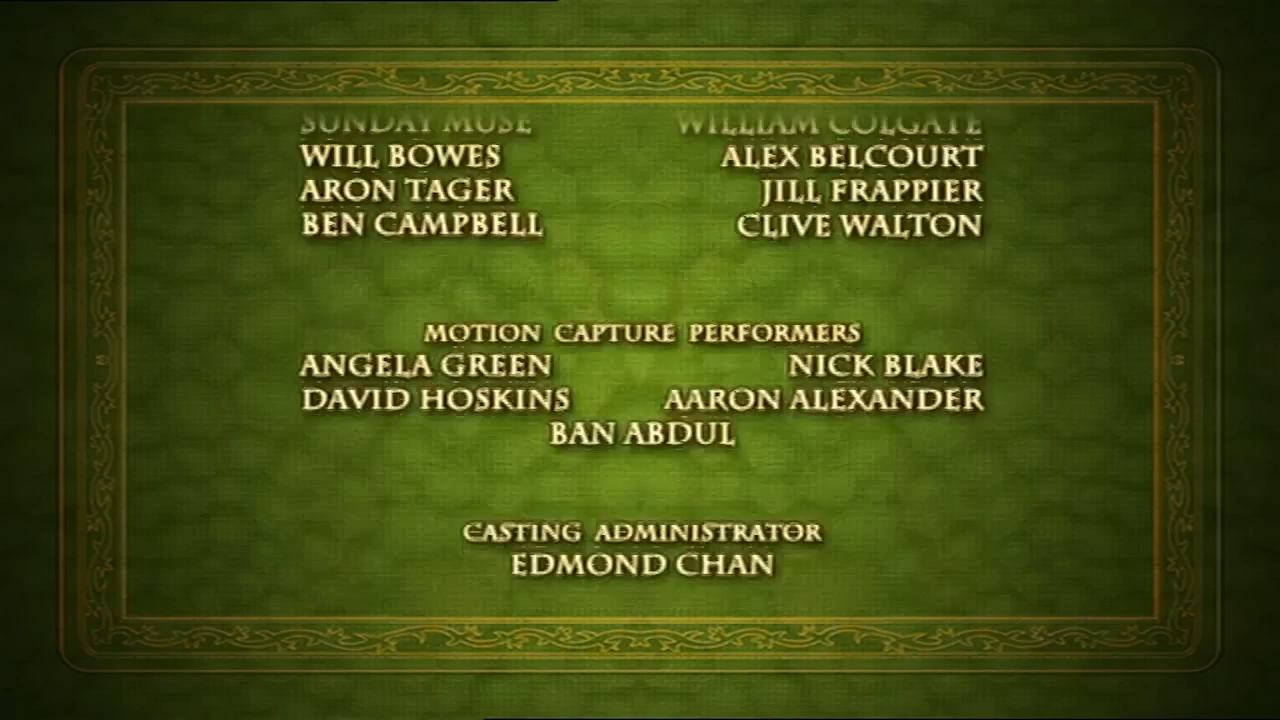 SUNDAY MUSE WILLIAM COLGATE
WILL BOWES ALEX BELCOURT
ARON TAGER JILL FRAPPIER
BEN CAMPBELL CLIVE WALTON
MOTION CAPTURE PERFORMERS
ANGELA GREEN NICK BLAKE
DAVID HOSKINS AARON ALEXANDER
BAN ABDUL
CASTING ADMINISTRATOR
EDMOND CHAN